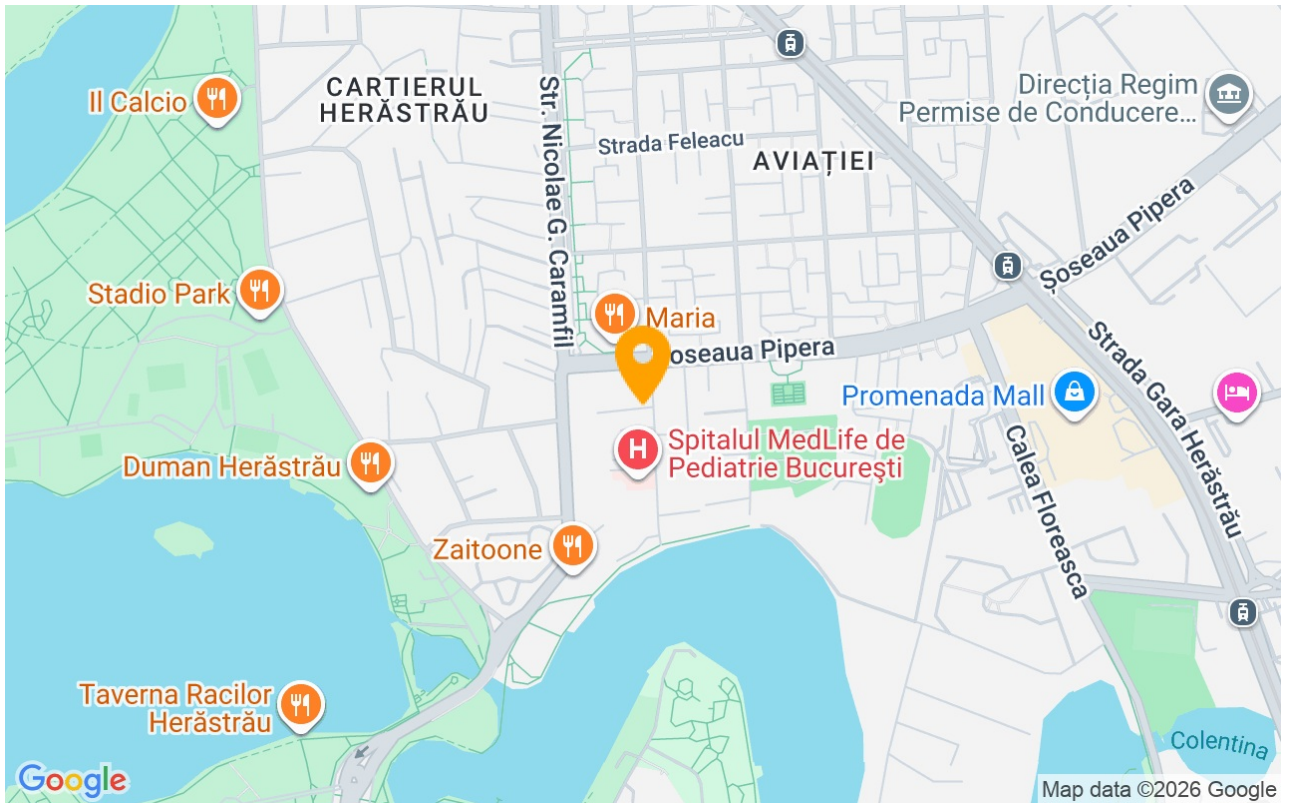 CARTIERUL
HERĂSTRĂU
Il Calcio
Str. Nicolae G. Caramfil
Strada Feleacu
AVIAȚIEI
Direcția Regim
Permise de Conducere...
Șoseaua Pipera
Stadio Park
Maria
oseaua Pipera
Promenada Mall
Strada Gara Herăstrău
Calea Floreasca
Spitalul MedLife de
Pediatrie Bucureşti
H
Duman Herăstrău
Zaitoone
Taverna Racilor
Herăstrău
Colentina
Google
Map data ©2026 Google